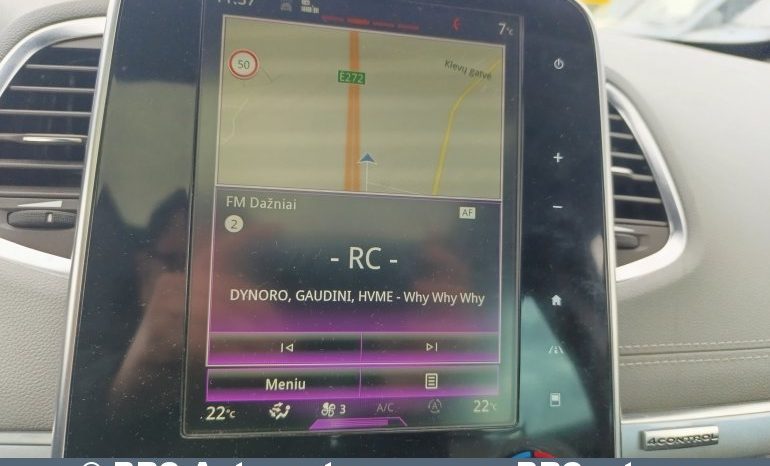 7°C
50
E272
Klevų gatvė
FM Dažniai
AF
2
- RC -
DYNORO, GAUDINI, HVME - Why Why Why
Meniu
22°C
3
A/C
22°C
4CONTROL